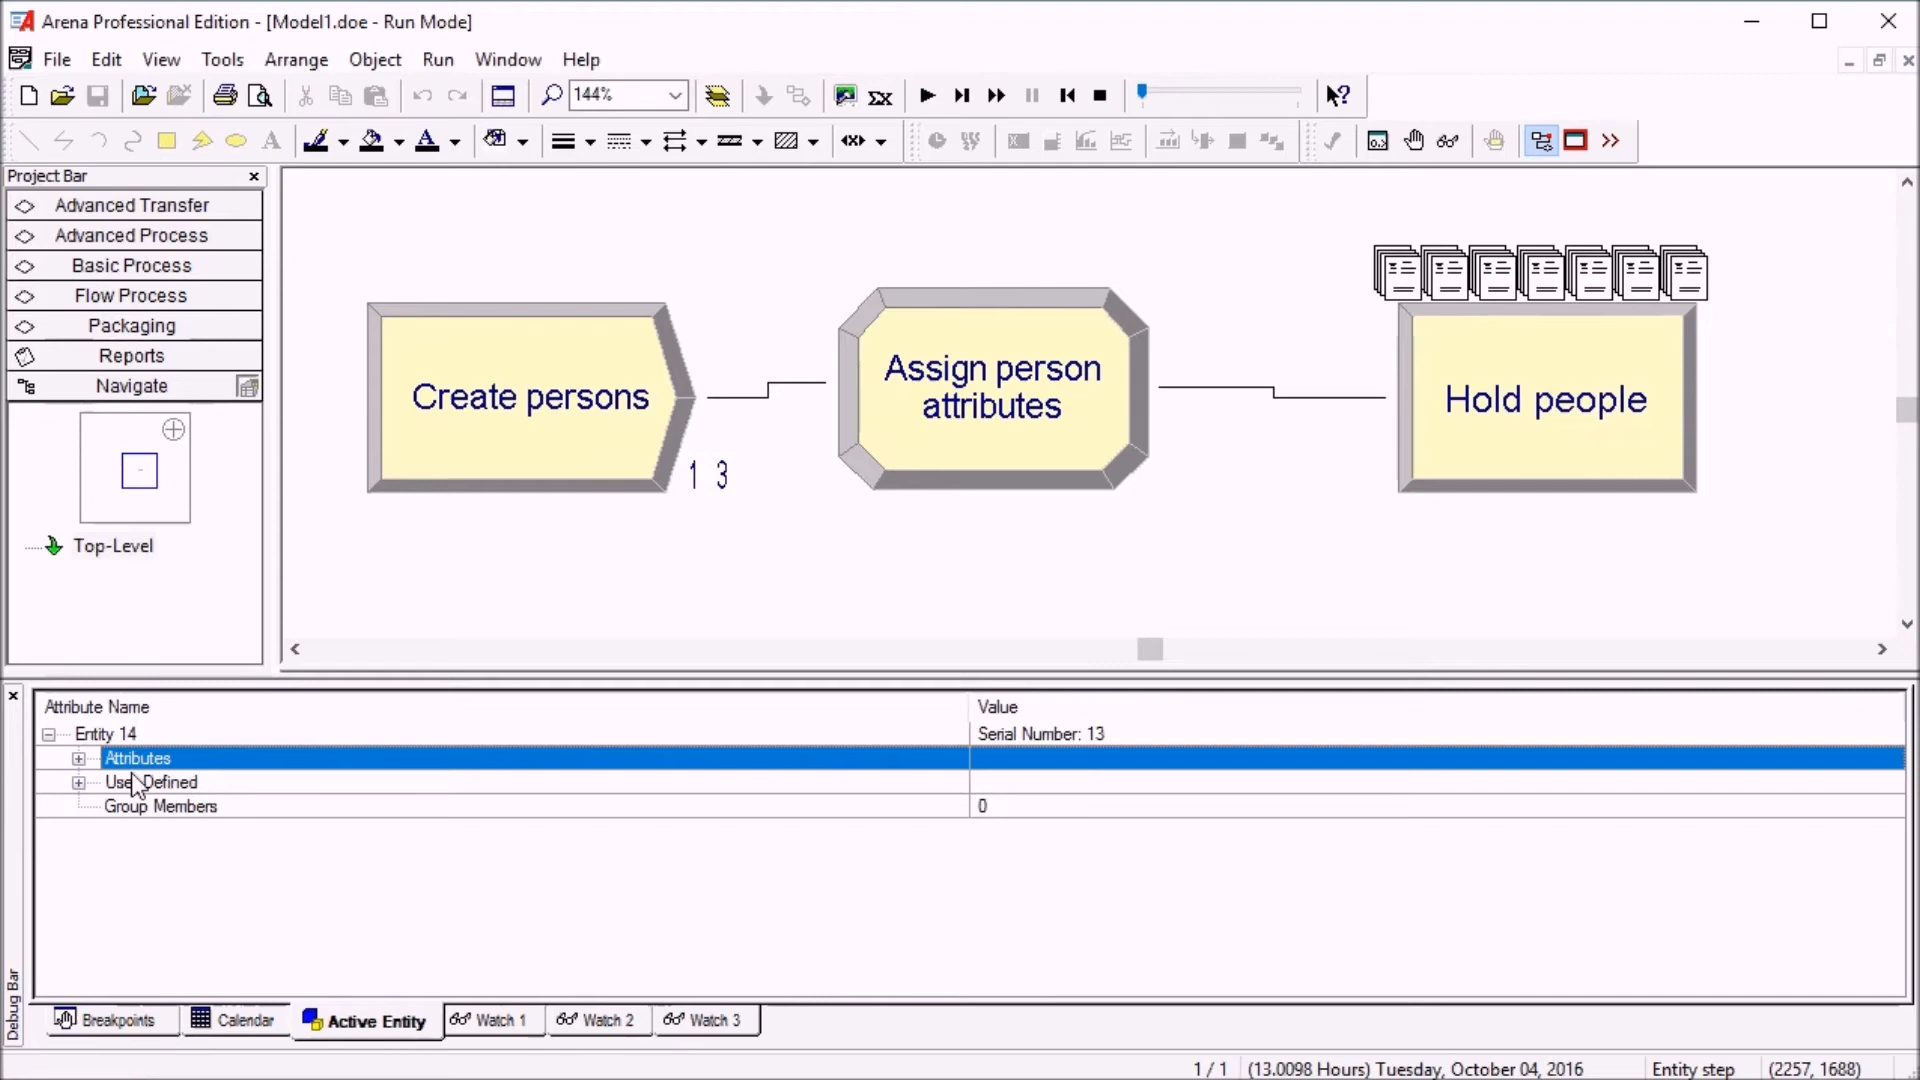 Arena Professional Edition - [Model1.doe - Run Mode]
File Edit View Tools Arrange Object Run Window Help
144%
Project Bar
Advanced Transfer
Advanced Process
Basic Process
Flow Process
Packaging
Reports
Navigate
Top-Level
Create persons
Assign person
attributes
Hold people
1 3
Attribute Name Value
Entity 14 Serial Number: 13
Attributes
Defined
Group Members 0
Debug Bar
Breakpoints Calendar Active Entity Watch 1 Watch 2 Watch 3
1 / 1 (13.0098 Hours) Tuesday, October 04, 2016 Entity step (2257, 1688)